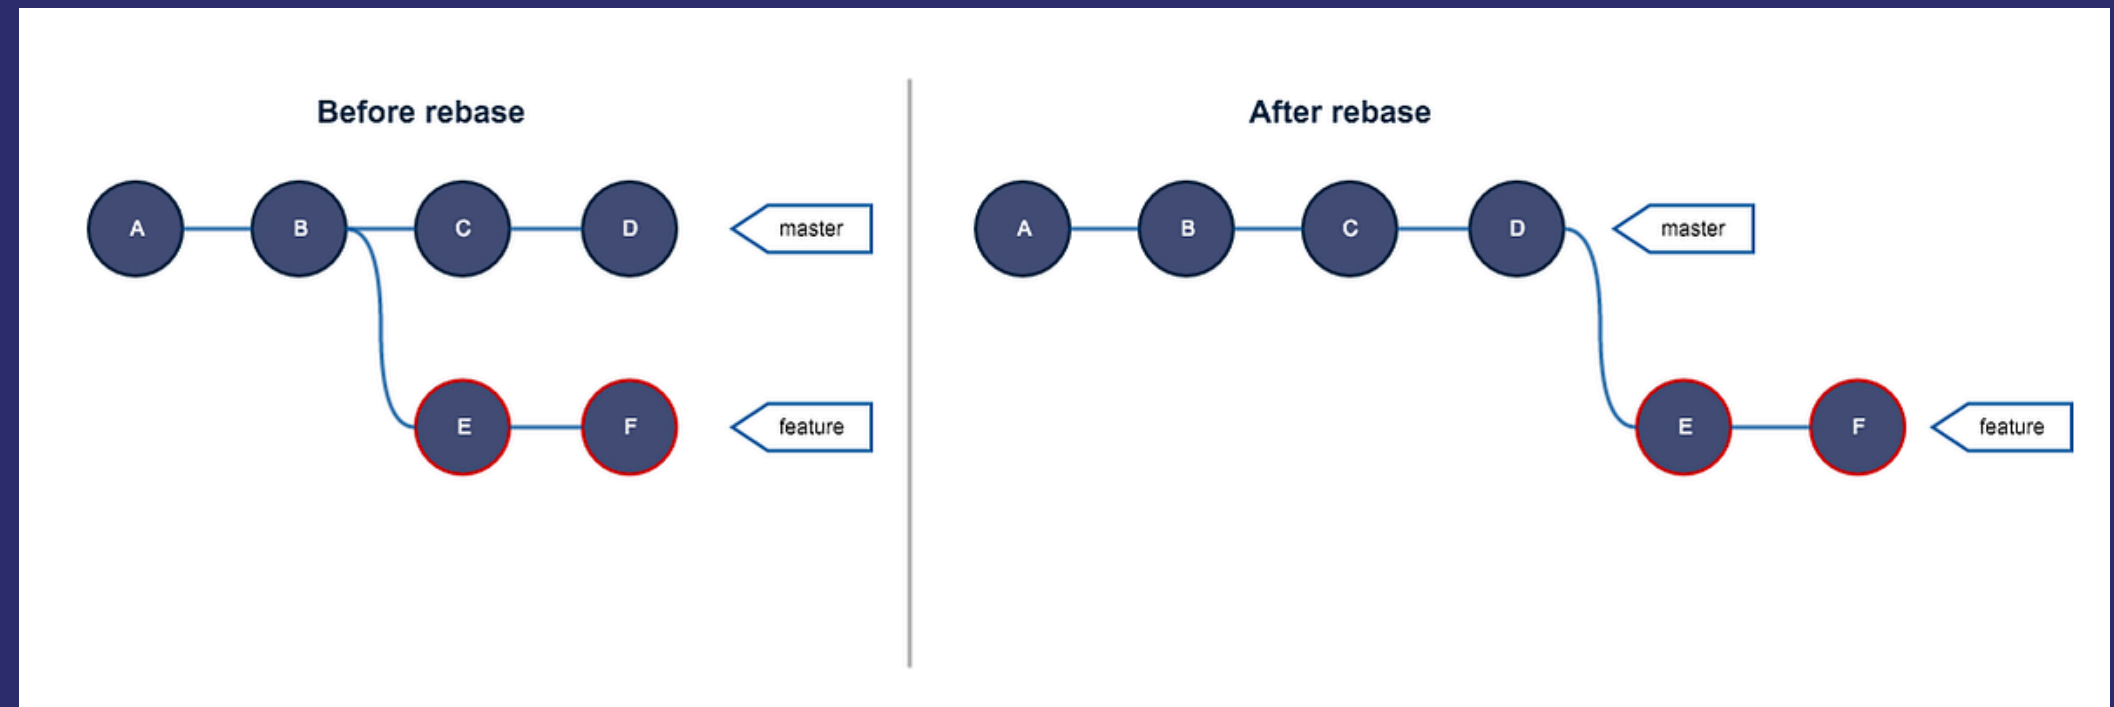 Before rebase
A
B
C
D
master
E
F
feature
After rebase
A
B
C
D
master
E
F
feature